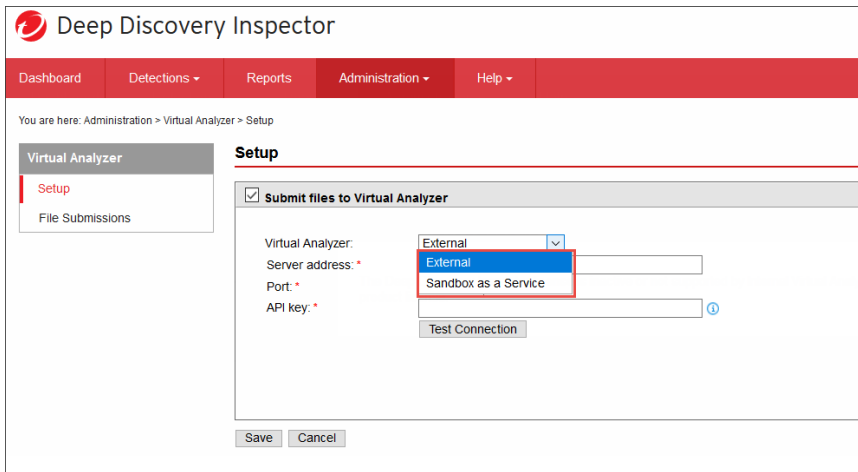 Deep Discovery Inspector
Dashboard Detections Reports Administration Help
You are here: Administration > Virtual Analyzer > Setup
Virtual Analyzer
Setup
File Submissions
Setup
Submit files to Virtual Analyzer
Virtual Analyzer: External
External
Sandbox as a Service
Server address: *
Port: *
API key: *
Test Connection
Save Cancel